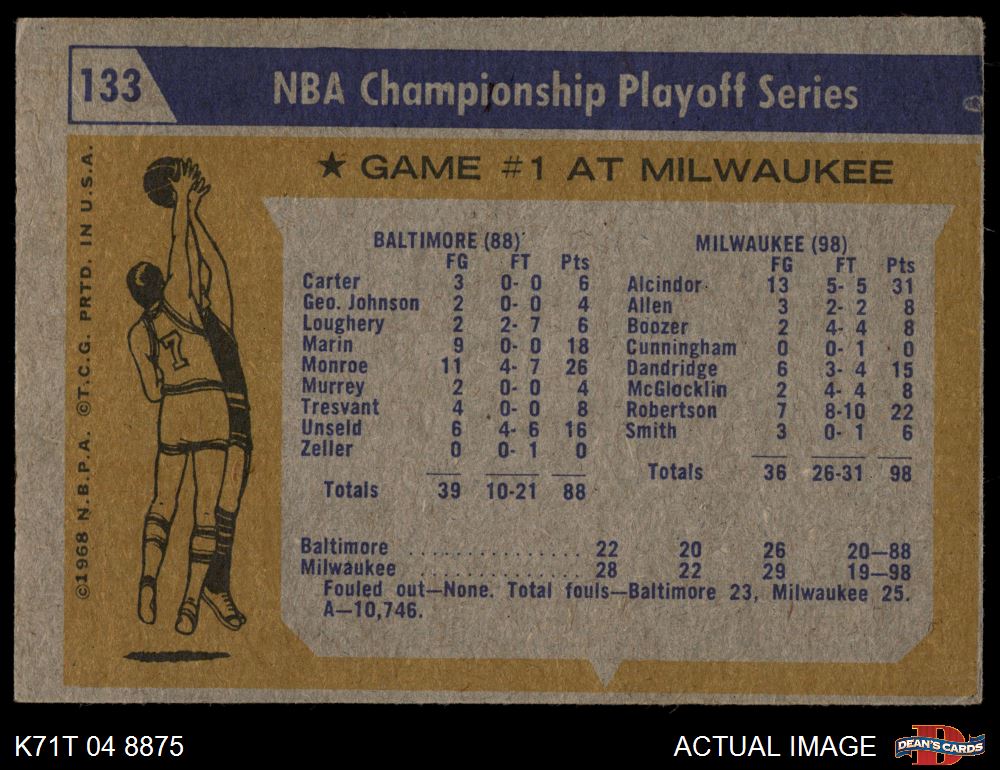 133
NBA Championship Playoff Series
★ GAME #1 AT MILWAUKEE
©1968 N.B.P.A. ©T.C.G. PRTD. IN U.S.A.
7
BALTIMORE (88)
FG FT Pts
Carter 3 0- 0 6
Geo. Johnson 2 0- 0 4
Loughery 2 2- 7 6
Marin 9 0- 0 18
Monroe 11 4- 7 26
Murrey 2 0- 0 4
Tresvant 4 0- 0 8
Unseld 6 4- 6 16
Zeller 0 0- 1 0
Totals 39 10-21 88
MILWAUKEE (98)
FG FT Pts
Alcindor 13 5- 5 31
Allen 3 2- 2 8
Boozer 2 4- 4 8
Cunningham 0 0- 1 0
Dandridge 6 3- 4 15
McGlocklin 2 4- 4 8
Robertson 7 8-10 22
Smith 3 0- 1 6
Totals 36 26-31 98
Baltimore ................ 22 20 26 20—88
Milwaukee ................ 28 22 29 19—98
Fouled out—None. Total fouls—Baltimore 23, Milwaukee 25.
A—10,746.
K71T 04 8875
ACTUAL IMAGE
D
DEAN'S CARDS